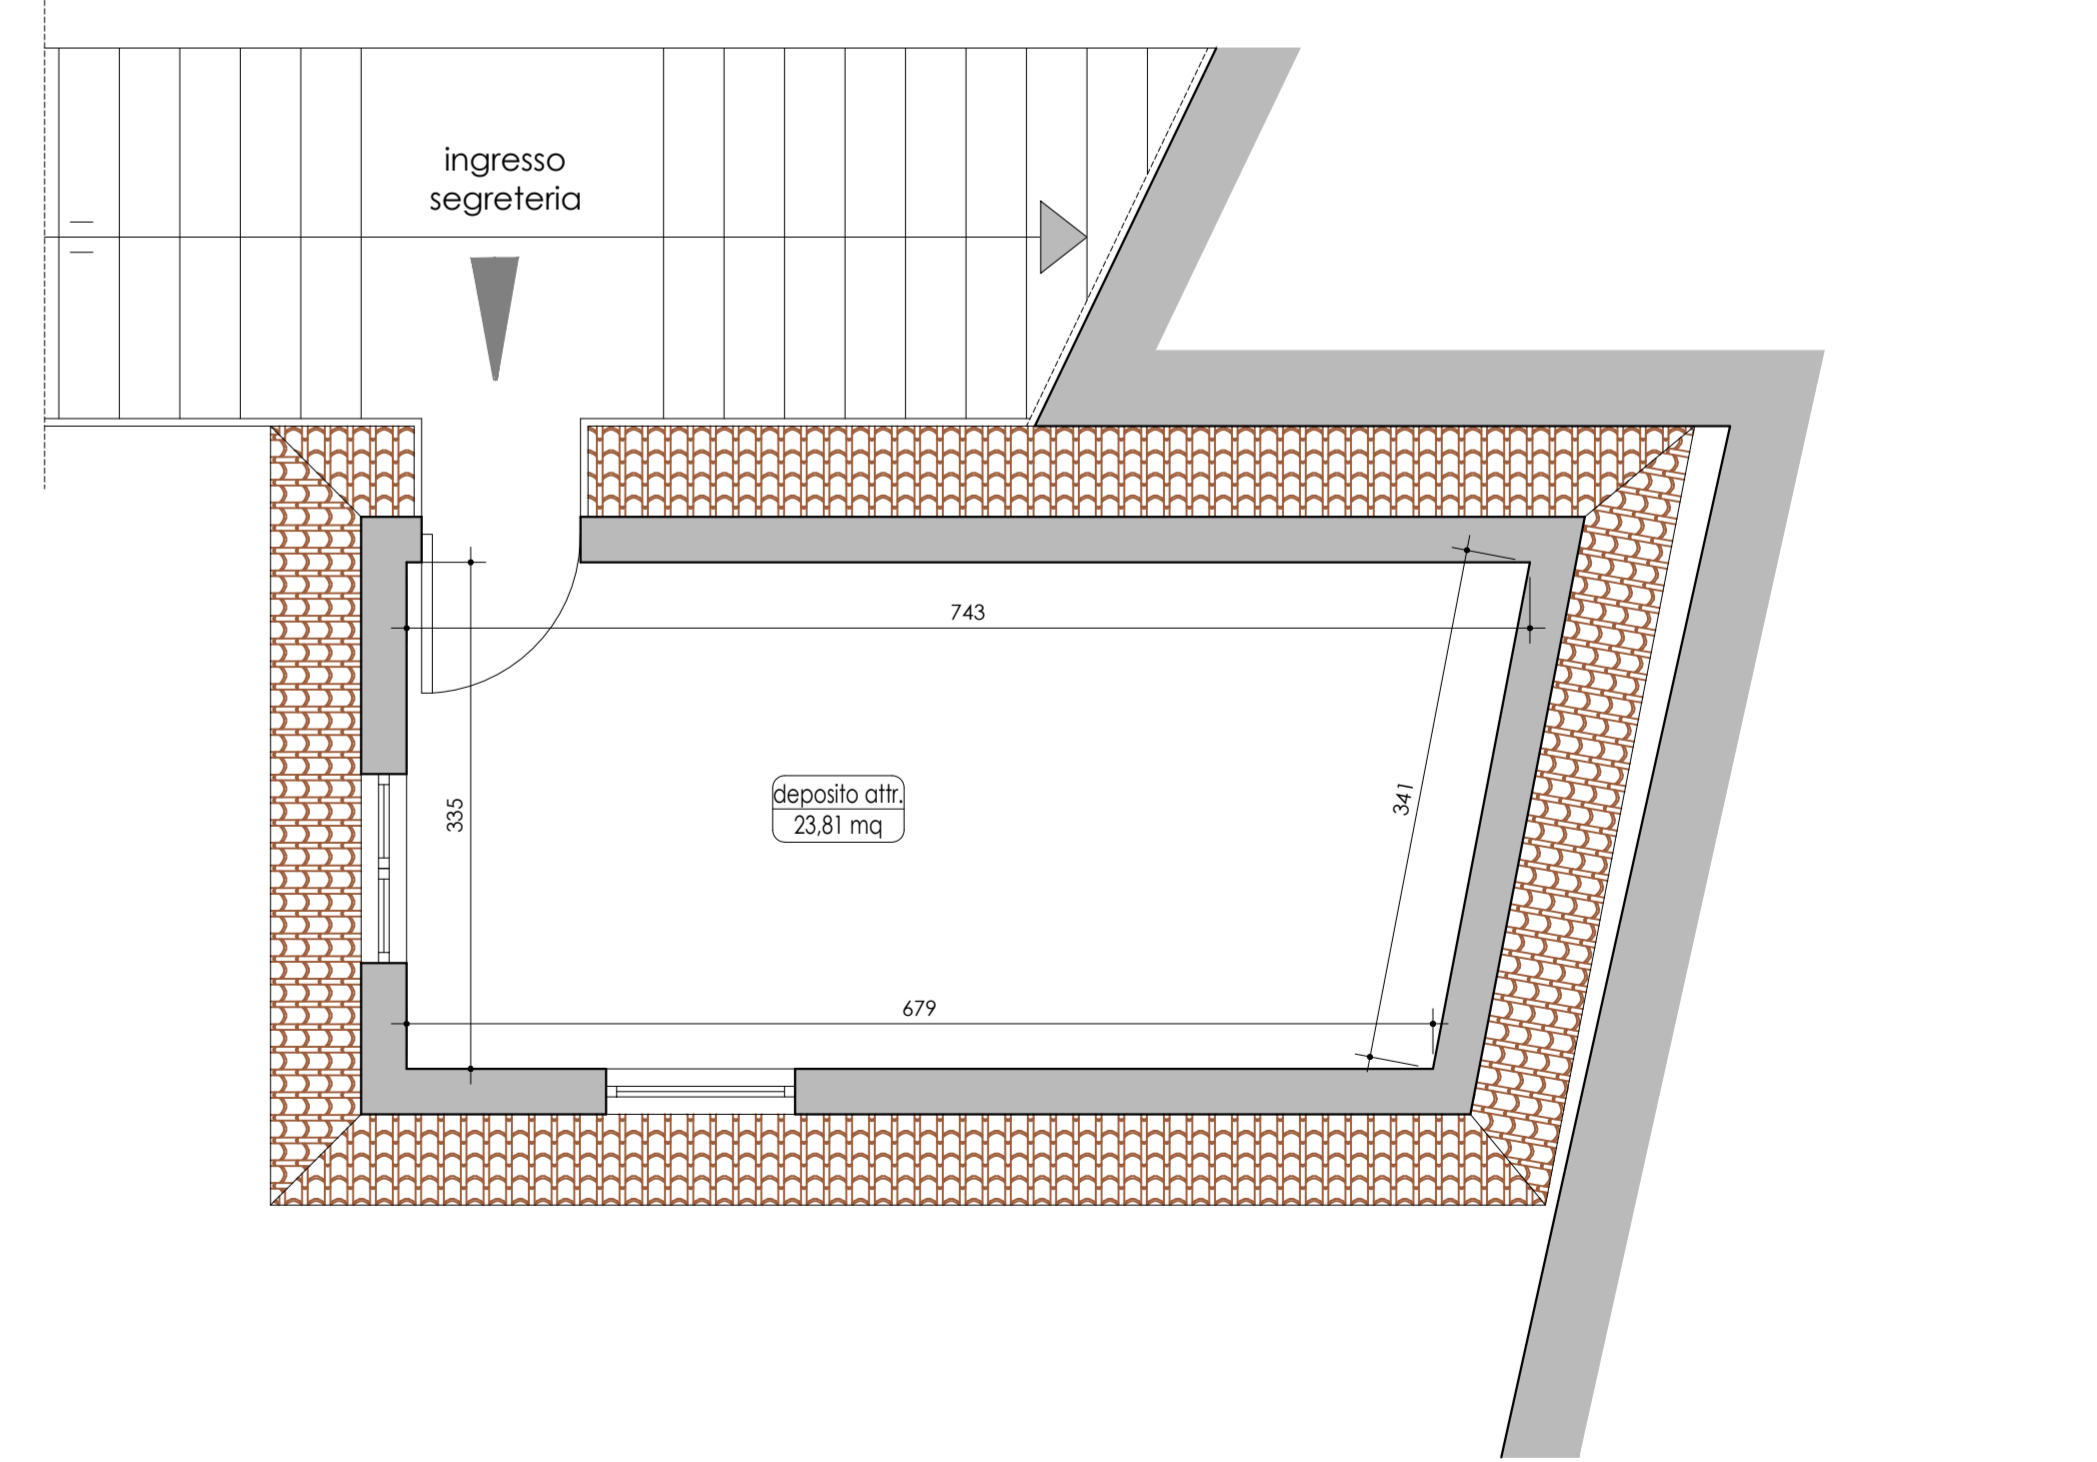 ingresso
segreteria
743
335
341
deposito attr.
23,81 mq
679